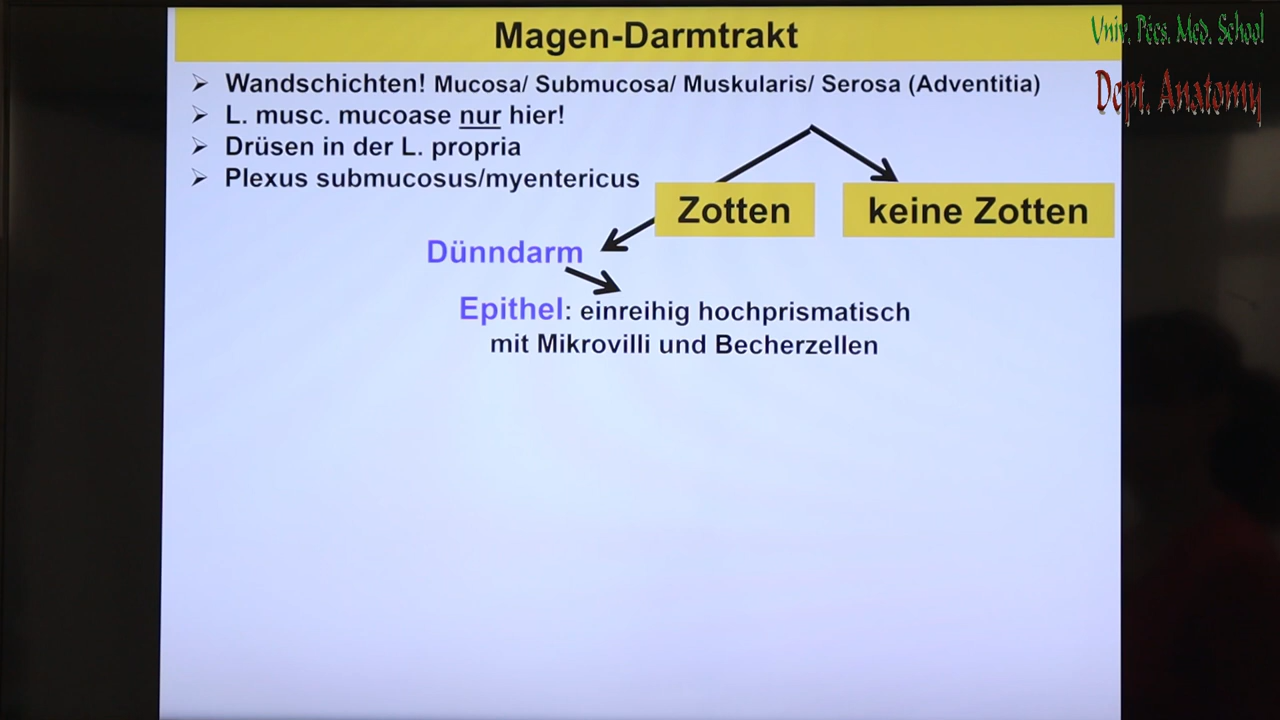 Magen-Darmtrakt
Univ. Pécs. Med. School
Dept. Anatomy
Wandschichten! Mucosa/ Submucosa/ Muskularis/ Serosa (Adventitia)
L. musc. mucoase nur hier!
Drüsen in der L. propria
Plexus submucosus/myentericus
Zotten
keine Zotten
Dünndarm
Epithel: einreihig hochprismatisch
mit Mikrovilli und Becherzellen